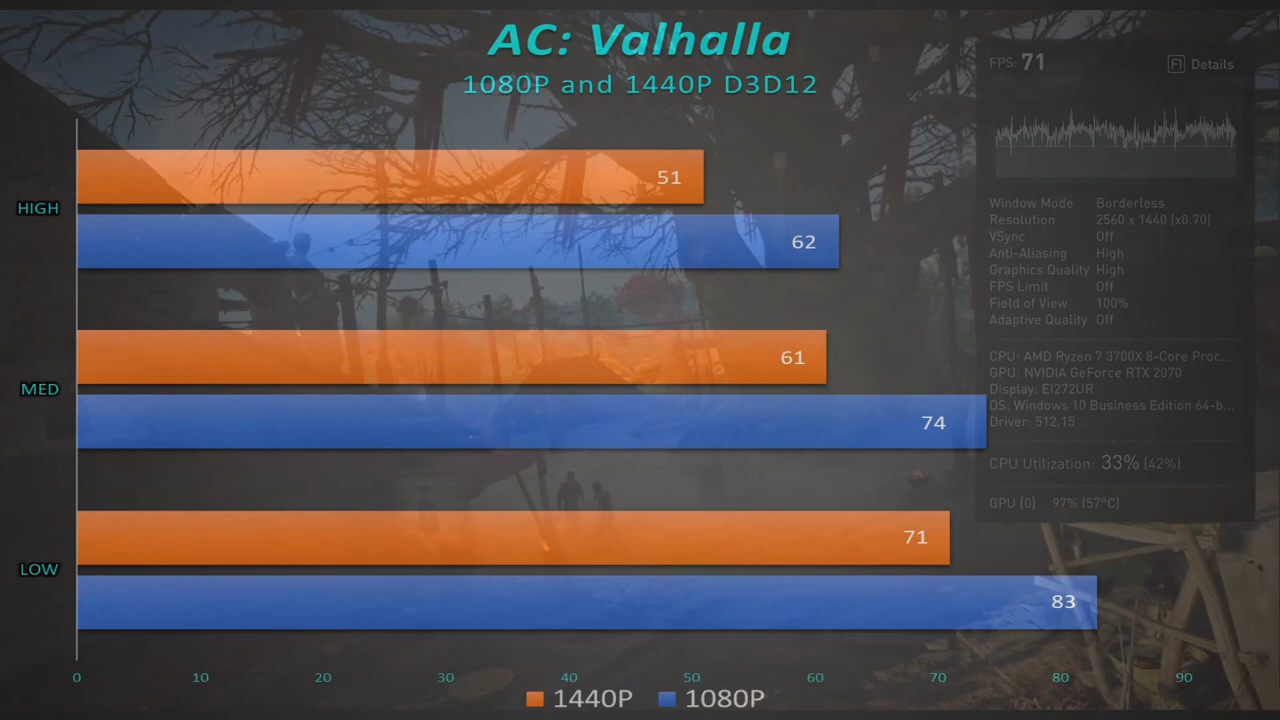 AC: Valhalla
1080P and 1440P D3D12
FPS: 71
F1 Details
HIGH
51
62
MED
61
74
LOW
71
83
Window Mode Borderless
Resolution 2560 x 1440 (x0.70)
VSync Off
Anti-Aliasing High
Graphics Quality High
FPS Limit Off
Field of View 100%
Adaptive Quality Off
CPU: AMD Ryzen 7 3700X 8-Core Proc...
GPU: NVIDIA GeForce RTX 2070
Display: EI272UR
OS: Windows 10 Business Edition 64-b...
Driver: 512.15
CPU Utilization: 33% (42%)
GPU [0] 97% [57°C]
0 10 20 30 40 50 60 70 80 90
1440P 1080P